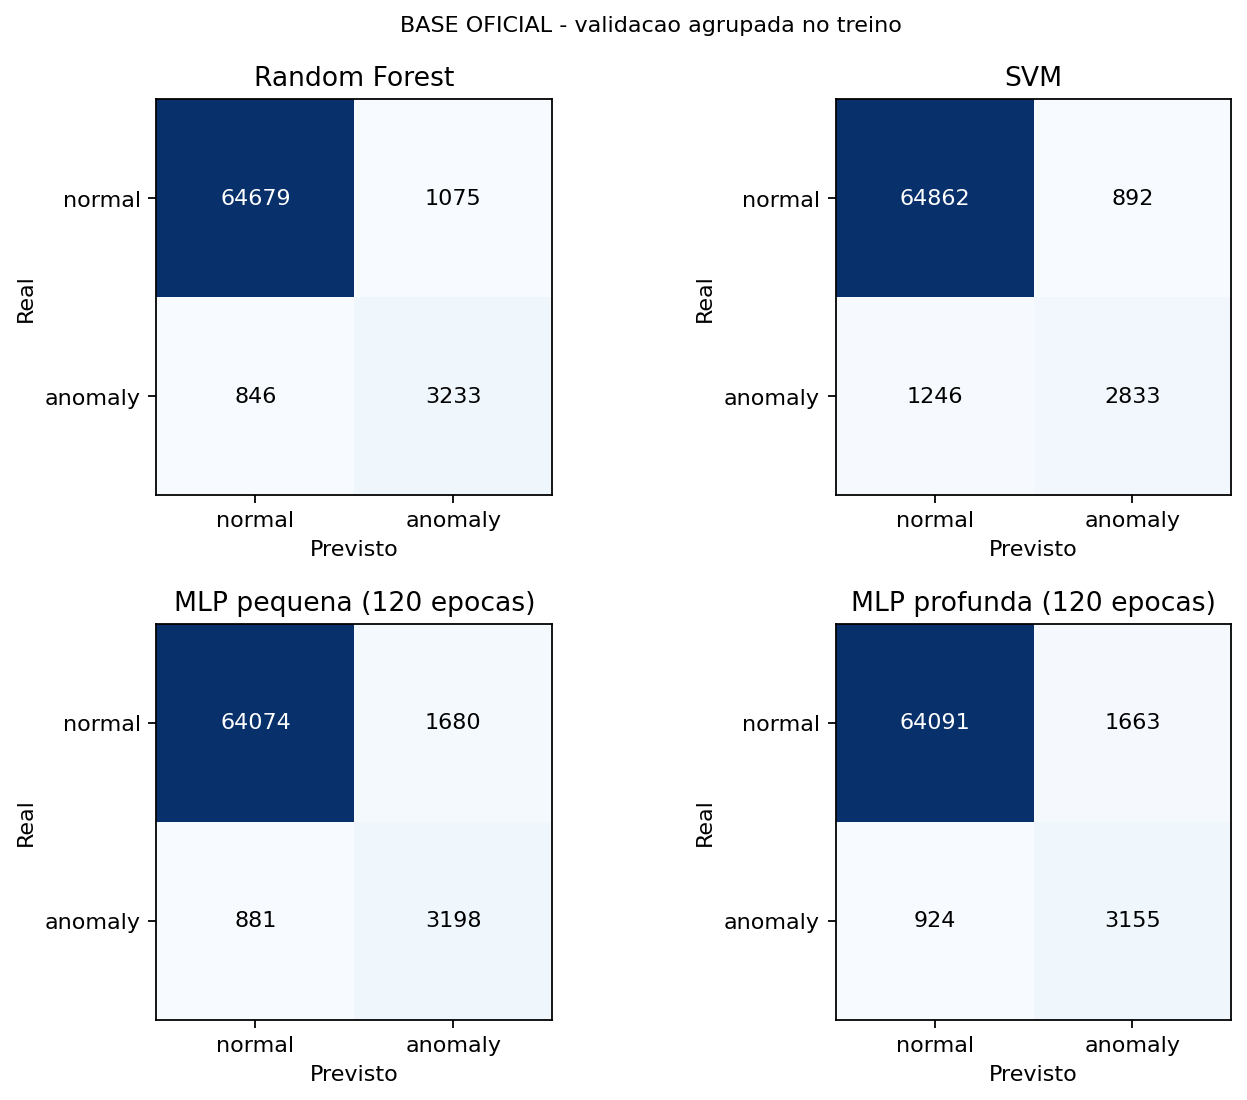 BASE OFICIAL - validacao agrupada no treino
Random Forest
normal
64679
1075
Real
anomaly
846
3233
normal
anomaly
Previsto
SVM
normal
64862
892
Real
anomaly
1246
2833
normal
anomaly
Previsto
MLP pequena (120 epocas)
normal
64074
1680
Real
anomaly
881
3198
normal
anomaly
Previsto
MLP profunda (120 epocas)
normal
64091
1663
Real
anomaly
924
3155
normal
anomaly
Previsto